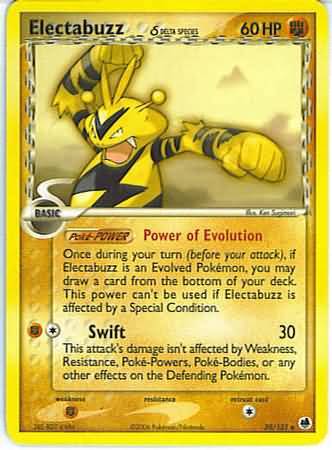 Electabuzz δ DELTA SPECIES 60 HP
Illus. Ken Sugimori
BASIC
Poké-POWER Power of Evolution
Once during your turn (before your attack), if
Electabuzz is an Evolved Pokémon, you may
draw a card from the bottom of your deck.
This power can't be used if Electabuzz is
affected by a Special Condition.
Swift 30
This attack's damage isn't affected by Weakness,
Resistance, Poké-Powers, Poké-Bodies, or any
other effects on the Defending Pokémon.
weakness resistance retreat cost
©2006 Pokémon/Nintendo